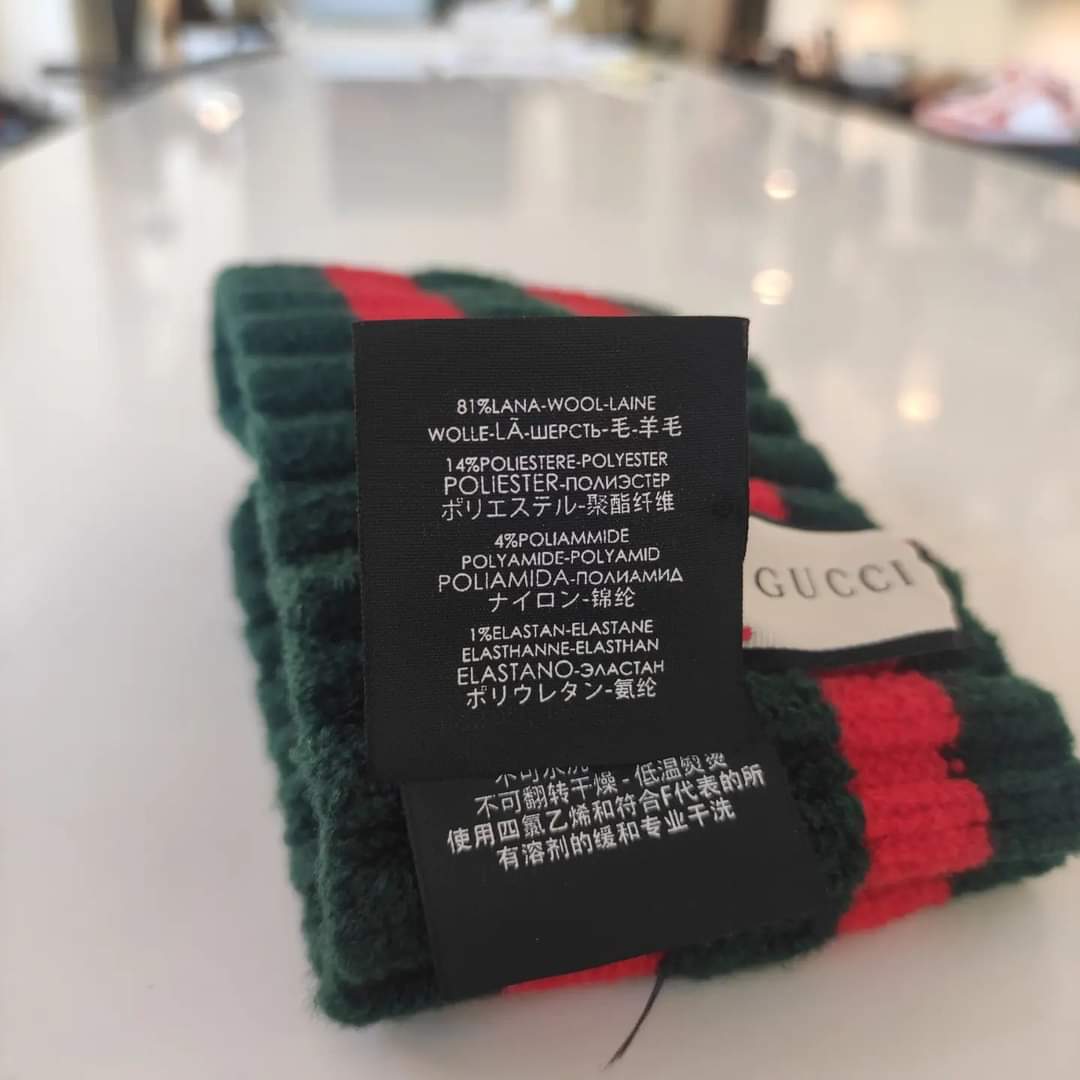 81%LANA-WOOL-LAINE
WOLLE-LÃ-ШЕРСТЬ-毛-羊毛
14%POLIESTERE-POLYESTER
POLIESTER-ПОЛИЭСТЕР
ポリエステル-聚酯纤维
4%POLIAMMIDE
POLYAMIDE-POLYAMID
POLIAMIDA-ПОЛИАМИД
ナイロン-锦纶
1%ELASTAN-ELASTANE
ELASTHANNE-ELASTHAN
ELASTANO-ЭЛАСТАН
ポリウレタン-氨纶
GUCCI
不可翻转干燥 - 低温熨烫
使用四氯乙烯和符合F代表的所
有溶剂的缓和专业干洗